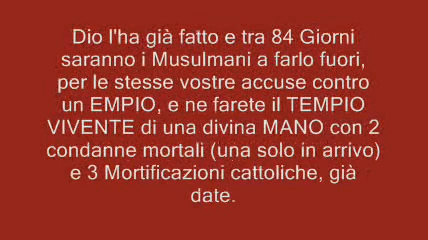 Dio l'ha già fatto e tra 84 Giorni
saranno i Musulmani a farlo fuori,
per le stesse vostre accuse contro
un EMPIO, e ne farete il TEMPIO
VIVENTE di una divina MANO con 2
condanne mortali (una solo in arrivo)
e 3 Mortificazioni cattoliche, già
date.